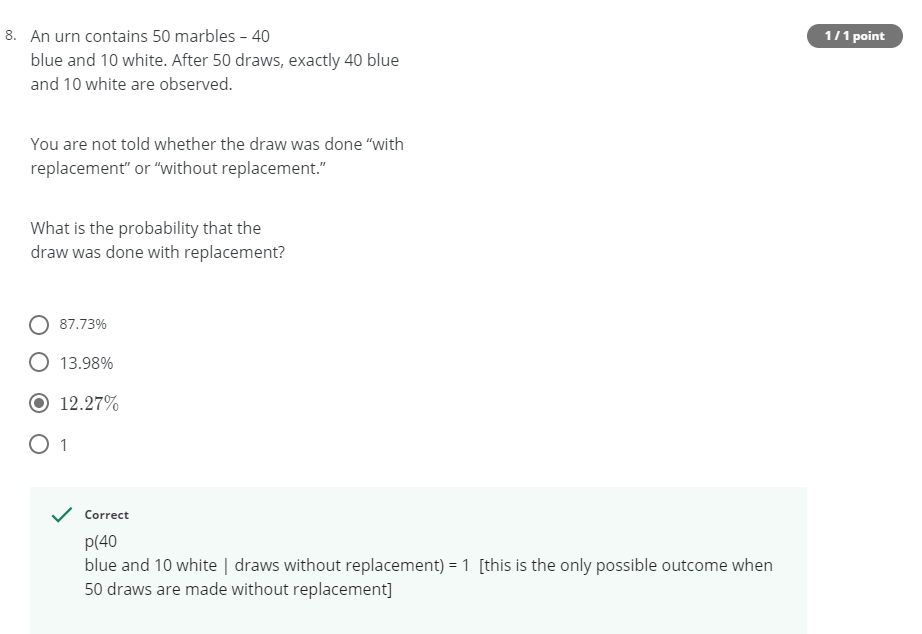 8. An urn contains 50 marbles – 40
1 / 1 point
blue and 10 white. After 50 draws, exactly 40 blue
and 10 white are observed.
You are not told whether the draw was done “with
replacement” or “without replacement.”
What is the probability that the
draw was done with replacement?
87.73%
13.98%
12.27%
1
Correct
p(40
blue and 10 white | draws without replacement) = 1 [this is the only possible outcome when
50 draws are made without replacement]